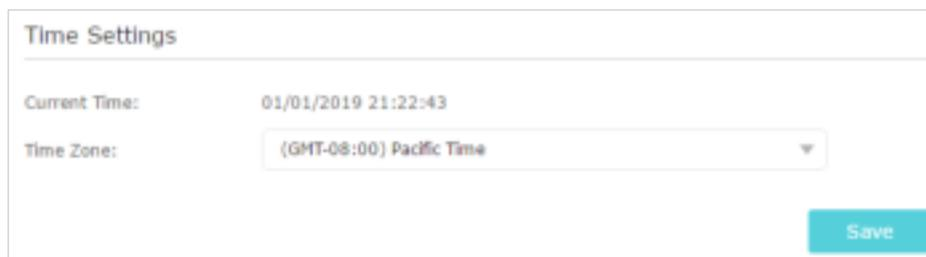 Time Settings
Current Time: 01/01/2019 21:22:43
Time Zone: (GMT-08:00) Pacific Time
Save